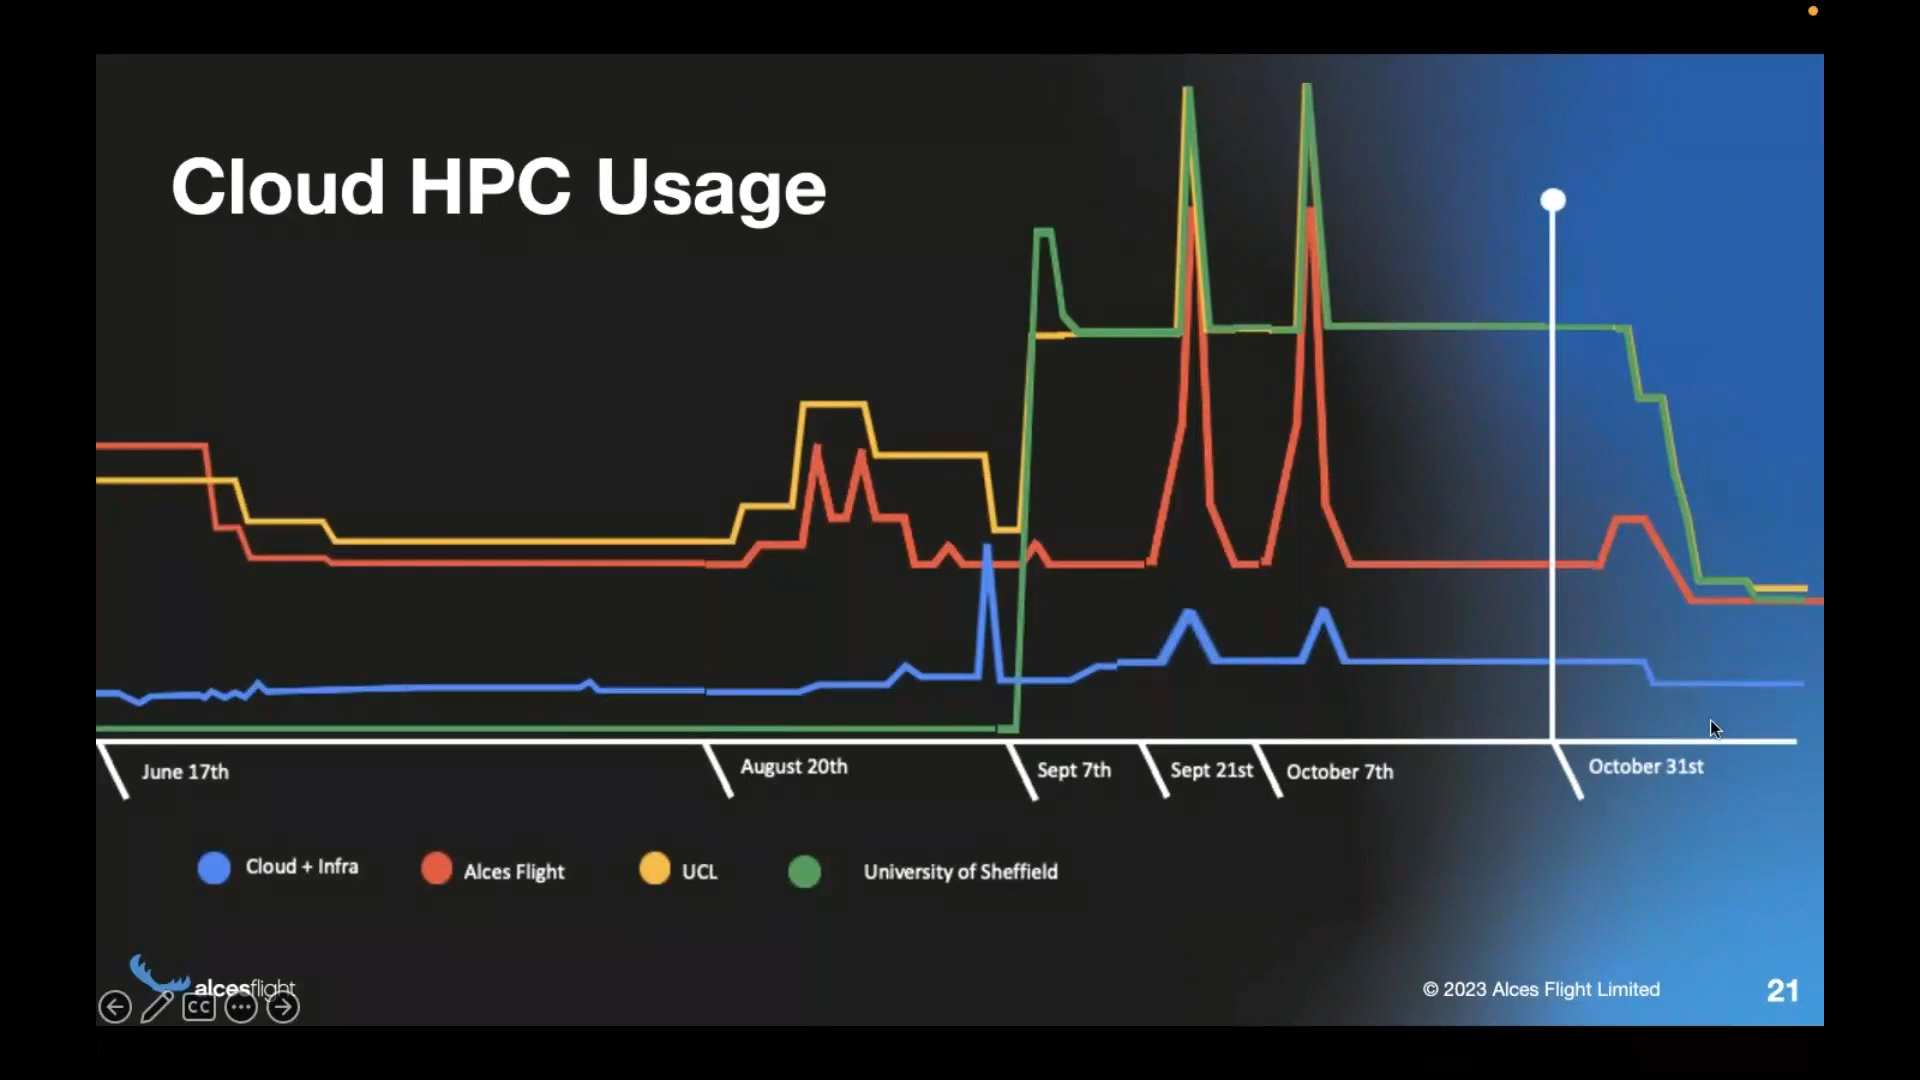 Cloud HPC Usage
June 17th
August 20th
Sept 7th
Sept 21st
October 7th
October 31st
Cloud + Infra
Alces Flight
UCL
University of Sheffield
alcesflight
CC
© 2023 Alces Flight Limited
21